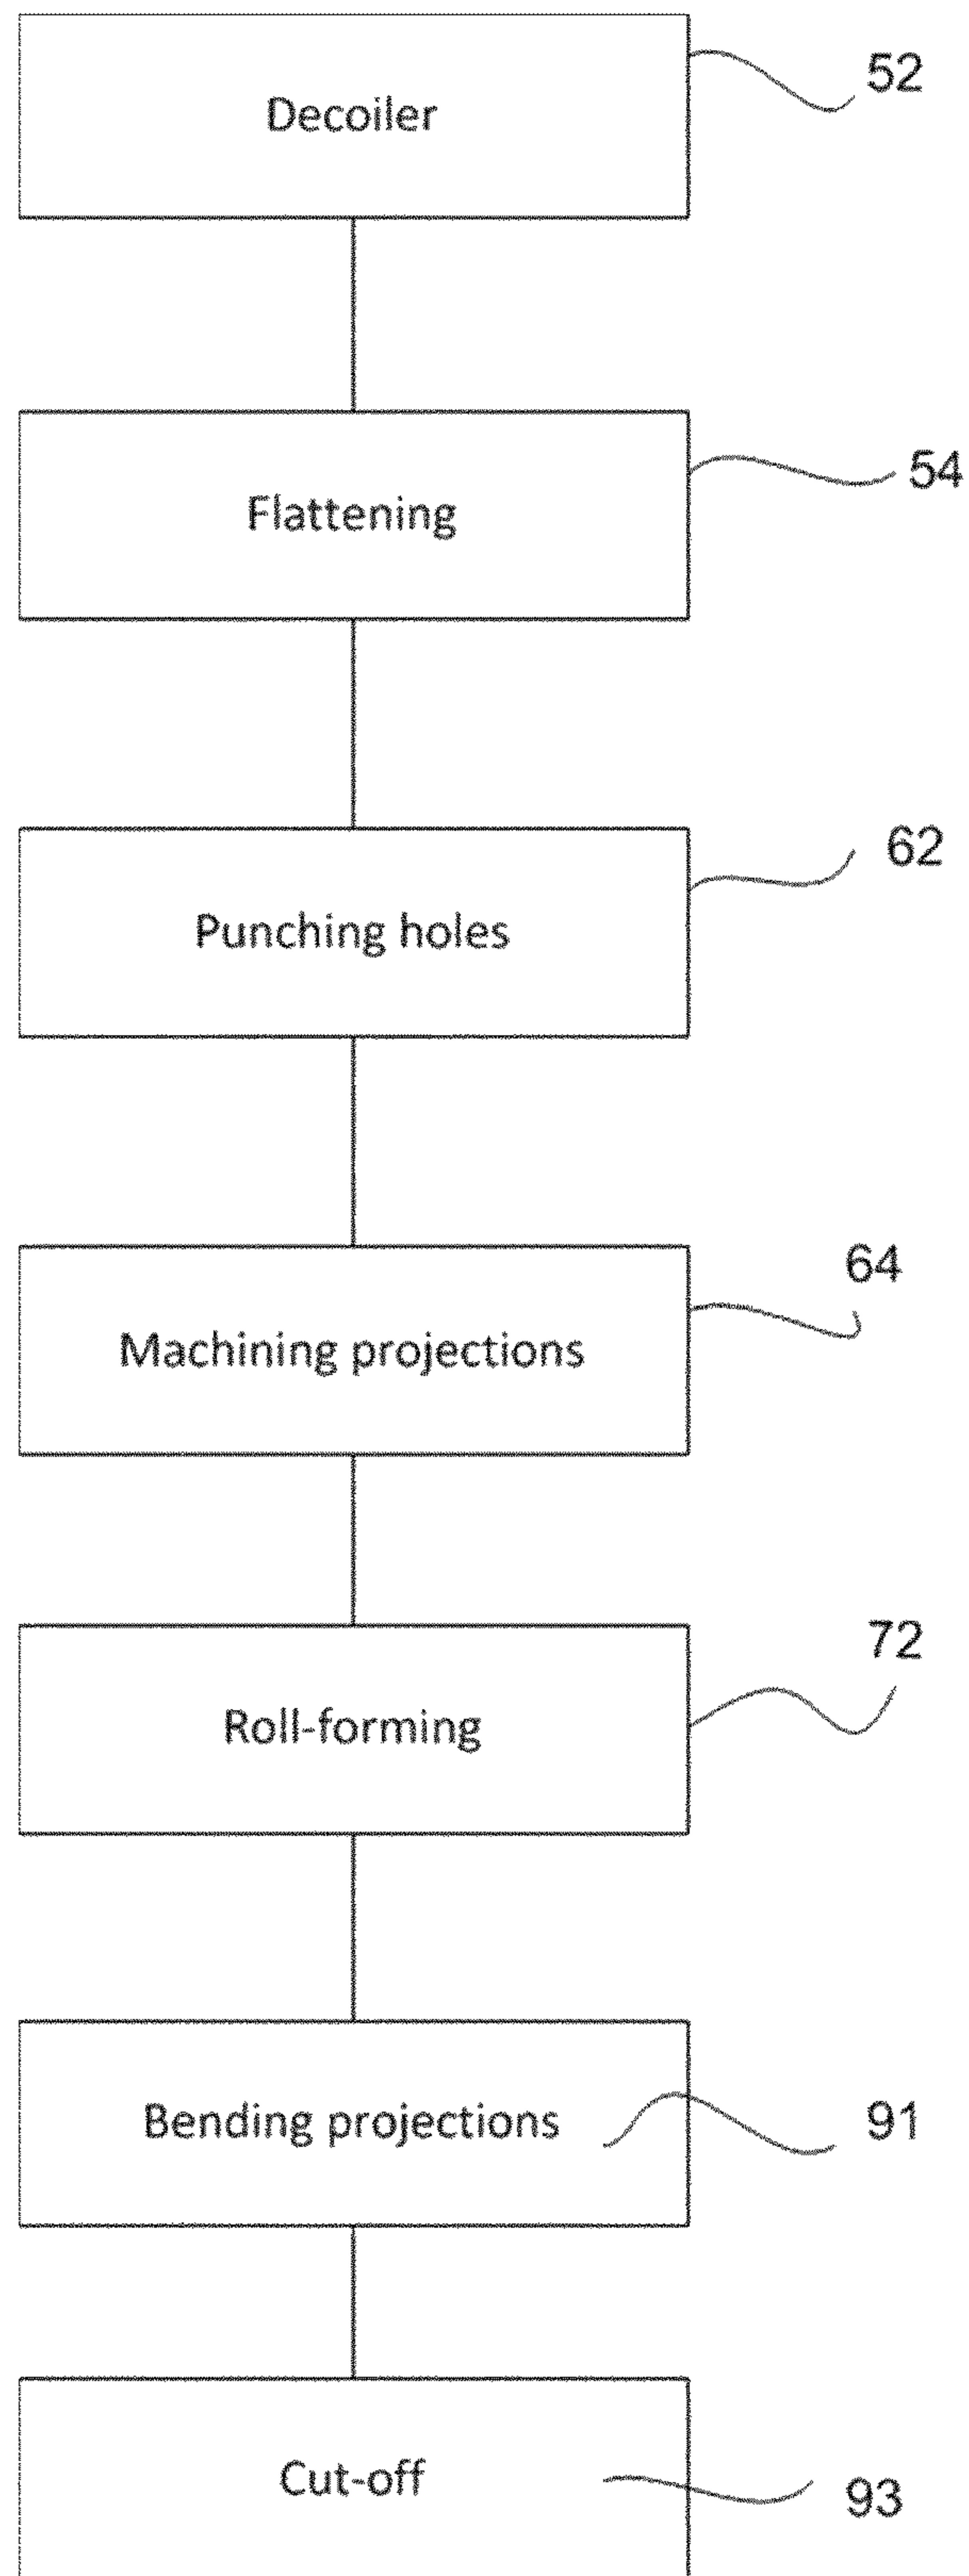 Decoiler
52
Flattening
54
Punching holes
62
Machining projections
64
Roll-forming
72
Bending projections
91
Cut-off
93